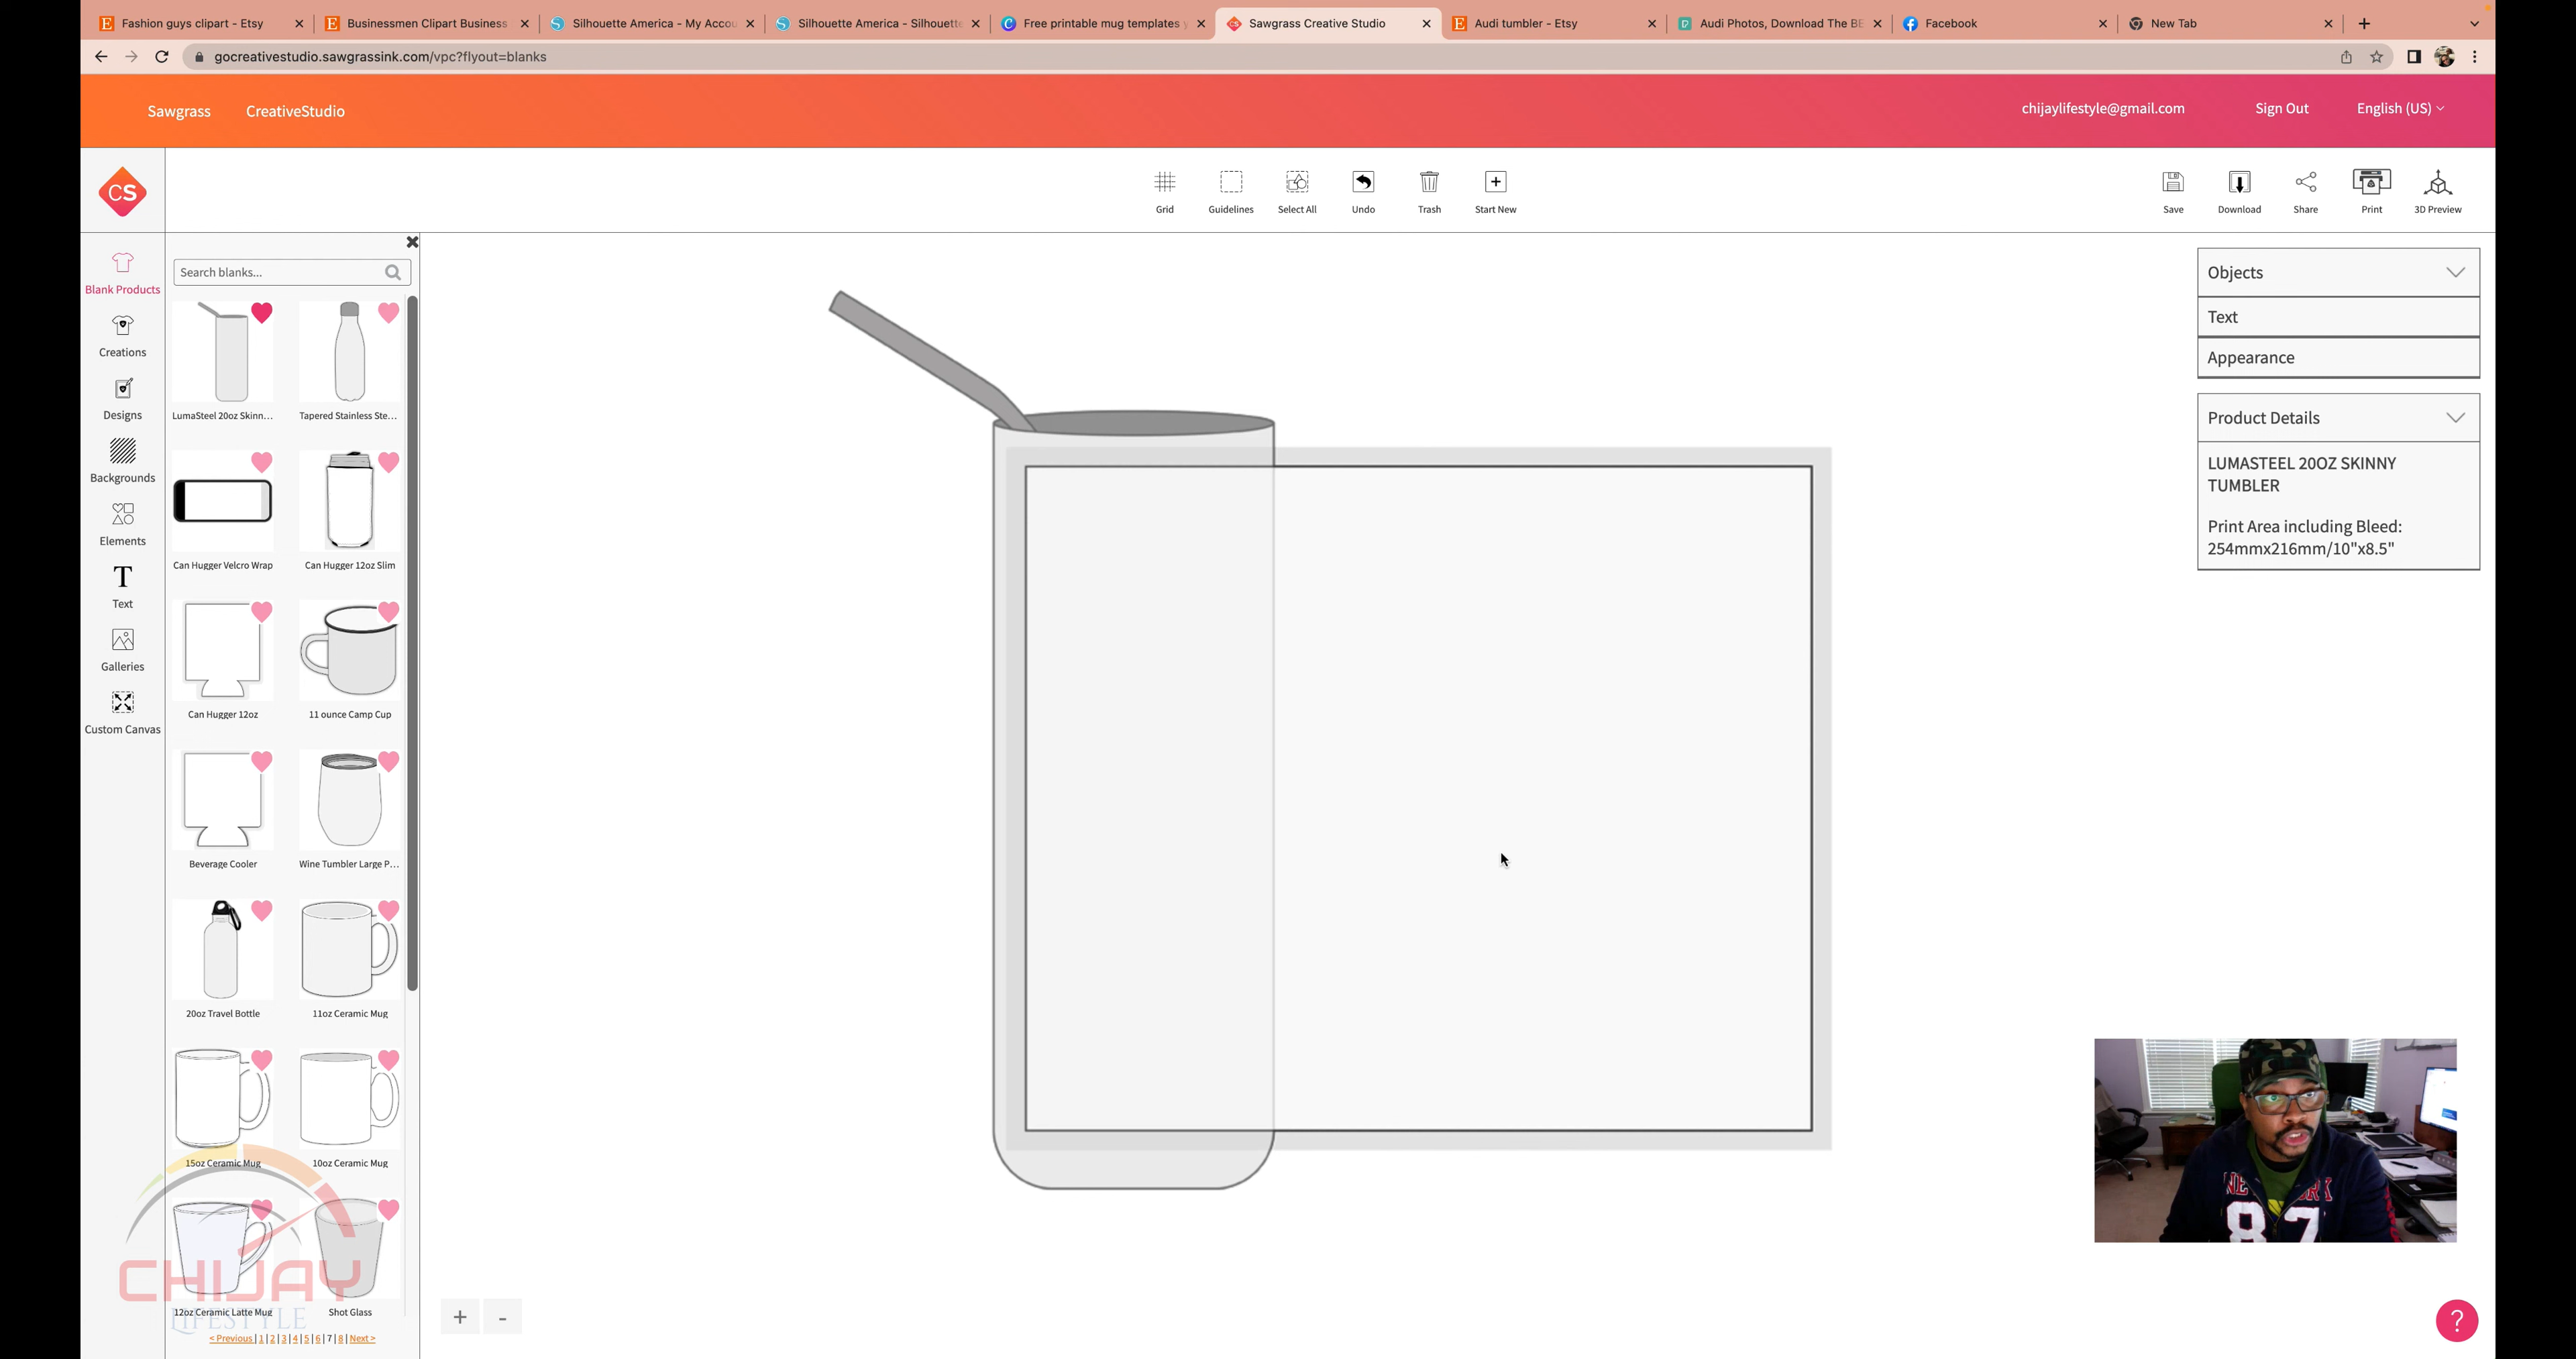 Fashion guys clipart - Etsy
Businessmen Clipart Business
Silhouette America - My Accou
Silhouette America - Silhouette
Free printable mug templates y
Sawgrass Creative Studio
Audi tumbler - Etsy
Audi Photos, Download The BE
Facebook
New Tab
gocreativestudio.sawgrassink.com/vpc?flyout=blanks
Sawgrass
CreativeStudio
chijaylifestyle@gmail.com
Sign Out
English (US)
CS
Grid
Guidelines
Select All
Undo
Trash
Start New
Save
Download
Share
Print
3D Preview
Blank Products
Creations
Designs
Backgrounds
Elements
Text
Galleries
Custom Canvas
Search blanks...
LumaSteel 20oz Skinn...
Tapered Stainless Ste...
Can Hugger Velcro Wrap
Can Hugger 12oz Slim
Can Hugger 12oz
11 ounce Camp Cup
Beverage Cooler
Wine Tumbler Large P...
20oz Travel Bottle
11oz Ceramic Mug
15oz Ceramic Mug
10oz Ceramic Mug
12oz Ceramic Latte Mug
Shot Glass
< Previous | 1 | 2 | 3 | 4 | 5 | 6 | 7 | 8 | Next >
CHIJAY
LIFESTYLE
+ -
Objects
Text
Appearance
Product Details
LUMASTEEL 20OZ SKINNY
TUMBLER
Print Area including Bleed:
254mmx216mm/10"x8.5"
87
?